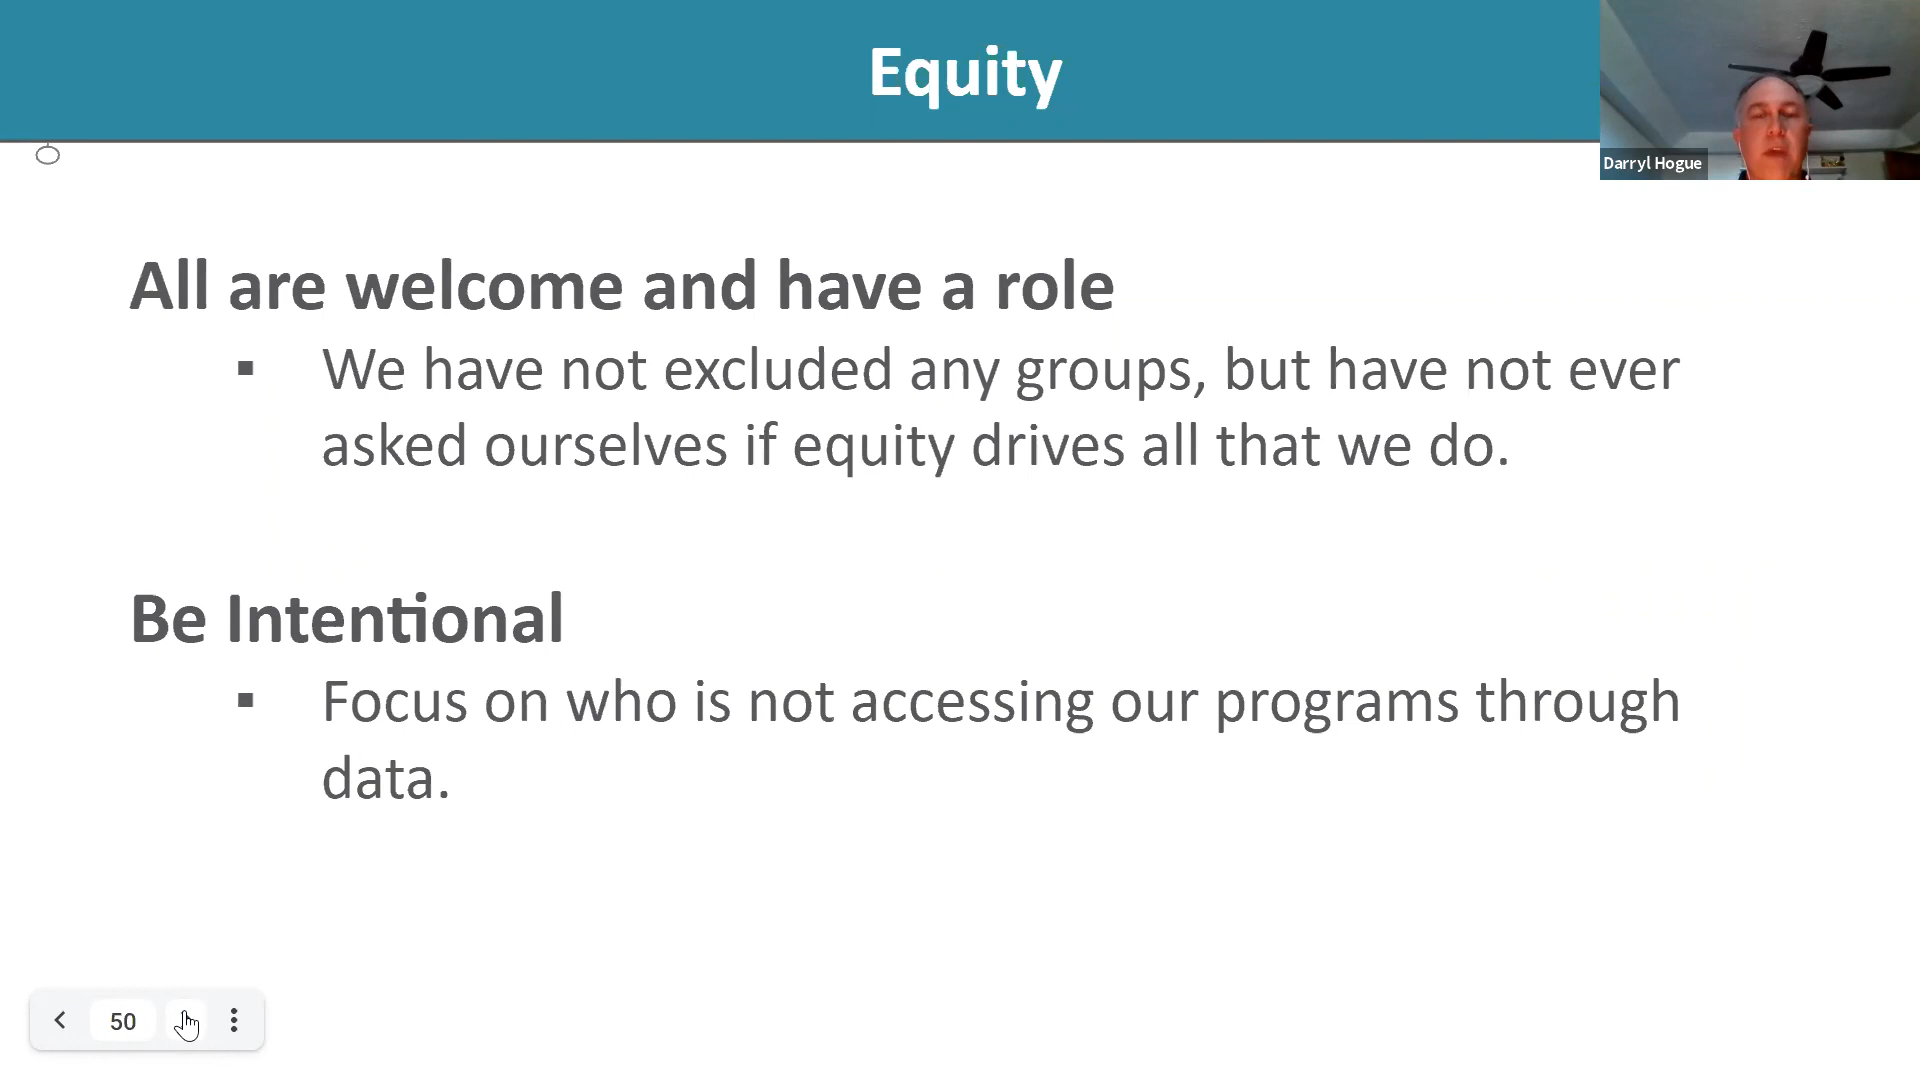 Equity
Darryl Hogue
All are welcome and have a role
▪ We have not excluded any groups, but have not ever
asked ourselves if equity drives all that we do.
Be Intentional
▪ Focus on who is not accessing our programs through
data.
50